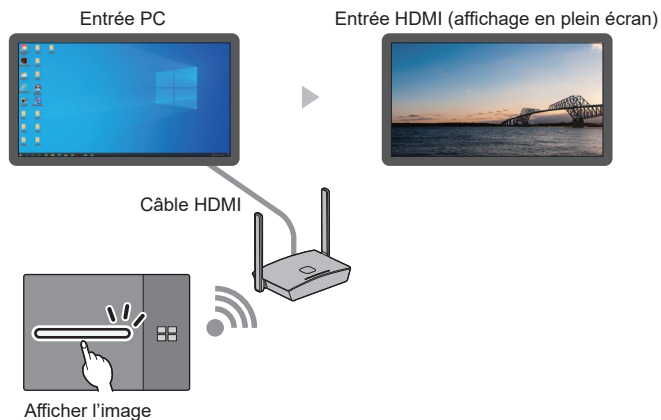 Entrée PC
Entrée HDMI (affichage en plein écran)
Câble HDMI
Afficher l’image